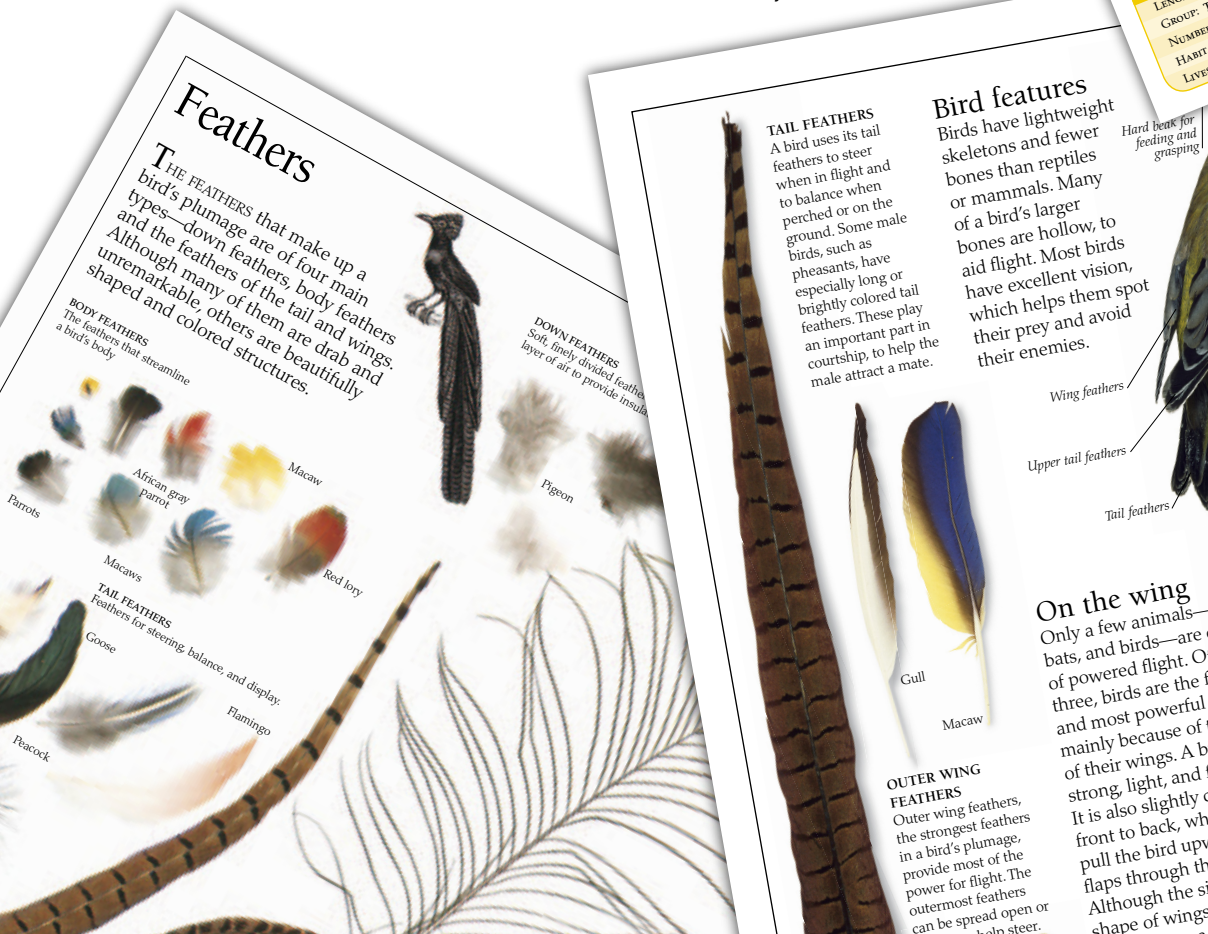 Feathers
THE FEATHERS that make up a
bird's plumage are of four main
types—down feathers, body feathers
and the feathers of the tail and wings.
Although many of them are drab and
unremarkable, others are beautifully
shaped and colored structures.
BODY FEATHERS
The feathers that streamline
a bird's body
DOWN FEATHERS
Soft, finely divided
layer of air to provide
Macaw
African gray
parrot
Parrots
Pigeon
Macaws
Red lory
TAIL FEATHERS
Feathers for steering, balance, and display.
Goose
Flamingo
Peacock
TAIL FEATHERS
A bird uses its tail
feathers to steer
when in flight and
to balance when
perched or on the
ground. Some male
birds, such as
pheasants, have
especially long or
brightly colored tail
feathers. These play
an important part in
courtship, to help the
male attract a mate.
Gull
Macaw
OUTER WING
FEATHERS
Outer wing feathers,
the strongest feathers
in a bird's plumage,
provide most of the
power for flight. The
outermost feathers
can be spread open or
help steer.
Bird features
Birds have lightweight
skeletons and fewer
bones than reptiles
or mammals. Many
of a bird's larger
bones are hollow, to
aid flight. Most birds
have excellent vision,
which helps them spot
their prey and avoid
their enemies.
Hard beak for
feeding and
grasping
Wing feathers
Upper tail feathers
Tail feathers
On the wing
Only a few animals—
bats, and birds—are
of powered flight.
three, birds are the
and most powerful
mainly because of
of their wings. A
strong, light, and
It is also slightly
front to back,
pull the bird
flaps through
Although the
shape of wings
GROUP:
HABIT